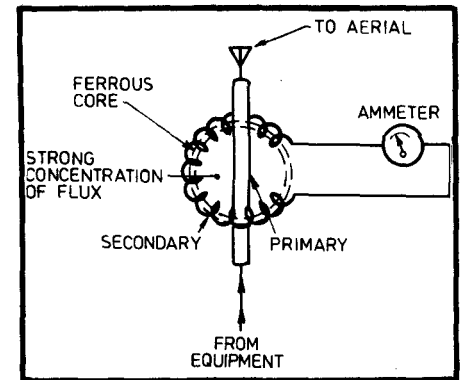 TO AERIAL
FERROUS
CORE
AMMETER
STRONG
CONCENTRATION
OF FLUX
SECONDARY
PRIMARY
FROM
EQUIPMENT